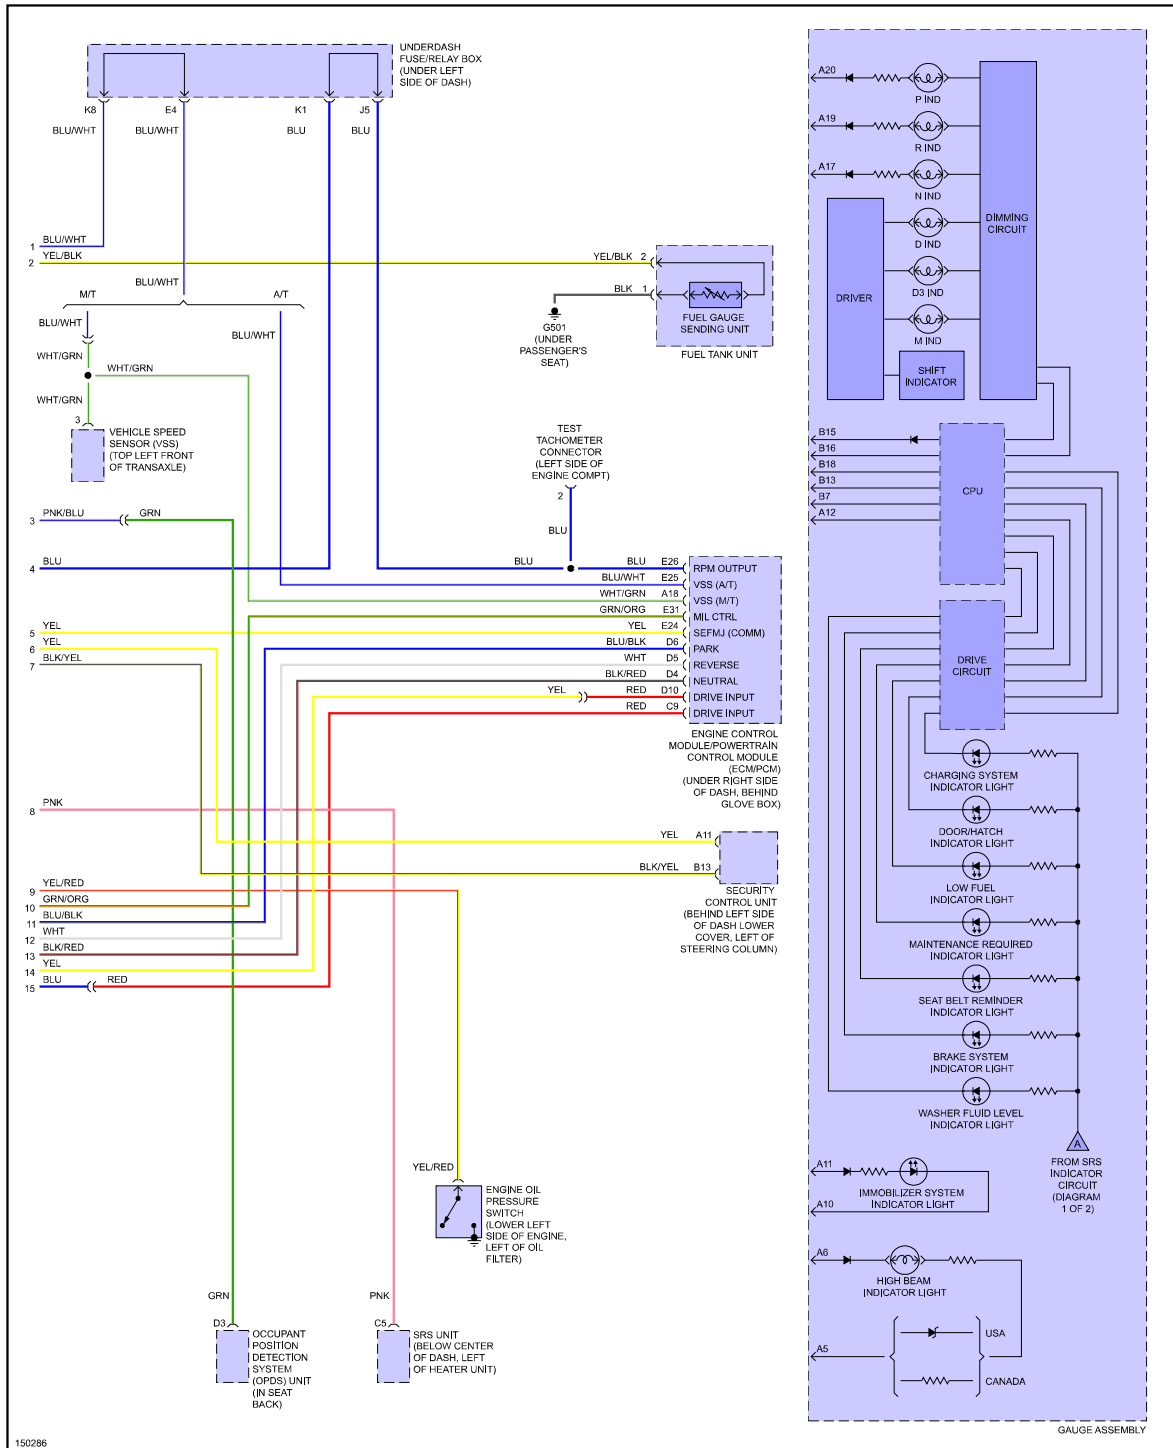 UNDERDASH
FUSE/RELAY BOX
(UNDER LEFT
SIDE OF DASH)
K8
E4
K1
J5
BLU/WHT
BLU/WHT
BLU
BLU
1
BLU/WHT
2
YEL/BLK
YEL/BLK
2
BLU/WHT
M/T
A/T
BLU/WHT
BLU/WHT
WHT/GRN
WHT/GRN
WHT/GRN
3
VEHICLE SPEED
SENSOR (VSS)
(TOP LEFT FRONT
OF TRANSAXLE)
BLK
1
G501
(UNDER
PASSENGER'S
SEAT)
FUEL GAUGE
SENDING UNIT
FUEL TANK UNIT
TEST
TACHOMETER
CONNECTOR
(LEFT SIDE OF
ENGINE COMPT)
2
BLU
3
PNK/BLU
GRN
4
BLU
BLU
BLU
E26
RPM OUTPUT
BLU/WHT
E25
VSS (A/T)
WHT/GRN
A18
VSS (M/T)
GRN/ORG
E31
MIL CTRL
5
YEL
YEL
E24
SEFMJ (COMM)
6
YEL
BLU/BLK
D6
PARK
7
BLK/YEL
WHT
D5
REVERSE
BLK/RED
D4
NEUTRAL
YEL
RED
D10
DRIVE INPUT
RED
C9
DRIVE INPUT
ENGINE CONTROL
MODULE/POWERTRAIN
CONTROL MODULE
(ECM/PCM)
(UNDER RIGHT SIDE
OF DASH, BEHIND
GLOVE BOX)
8
PNK
YEL
A11
BLK/YEL
B13
SECURITY
CONTROL UNIT
(BEHIND LEFT SIDE
OF DASH LOWER
COVER, LEFT OF
STEERING COLUMN)
9
YEL/RED
10
GRN/ORG
11
BLU/BLK
12
WHT
13
BLK/RED
14
YEL
15
BLU
RED
YEL/RED
ENGINE OIL
PRESSURE
SWITCH
(LOWER LEFT
SIDE OF ENGINE,
LEFT OF OIL
FILTER)
GRN
D3
OCCUPANT
POSITION
DETECTION
SYSTEM
(OPDS) UNIT
(IN SEAT
BACK)
PNK
C5
SRS UNIT
(BELOW CENTER
OF DASH, LEFT
OF HEATER UNIT)
A20
P IND
A19
R IND
A17
N IND
D IND
D3 IND
M IND
DRIVER
SHIFT
INDICATOR
DIMMING
CIRCUIT
B15
B16
B18
B13
B7
A12
CPU
DRIVE
CIRCUIT
CHARGING SYSTEM
INDICATOR LIGHT
DOOR/HATCH
INDICATOR LIGHT
LOW FUEL
INDICATOR LIGHT
MAINTENANCE REQUIRED
INDICATOR LIGHT
SEAT BELT REMINDER
INDICATOR LIGHT
BRAKE SYSTEM
INDICATOR LIGHT
WASHER FLUID LEVEL
INDICATOR LIGHT
A
FROM SRS
INDICATOR
CIRCUIT
(DIAGRAM
1 OF 2)
A11
IMMOBILIZER SYSTEM
INDICATOR LIGHT
A10
A6
HIGH BEAM
INDICATOR LIGHT
A5
USA
CANADA
GAUGE ASSEMBLY
150286